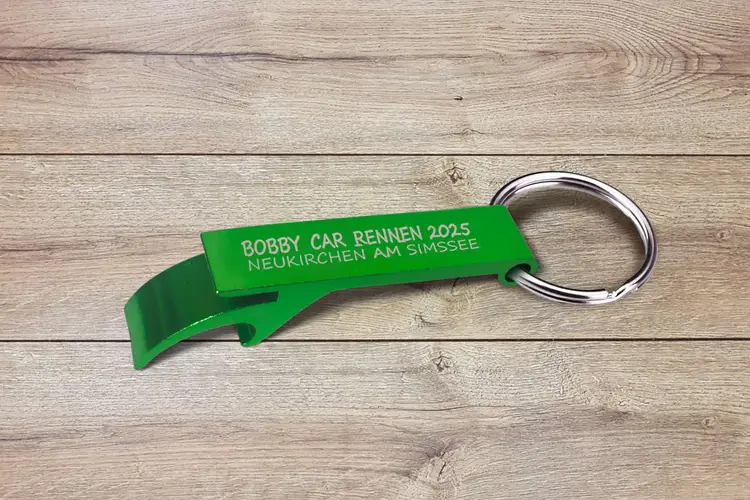 BOBBY CAR RENNEN 2025
NEUKIRCHEN AM SIMSSEE